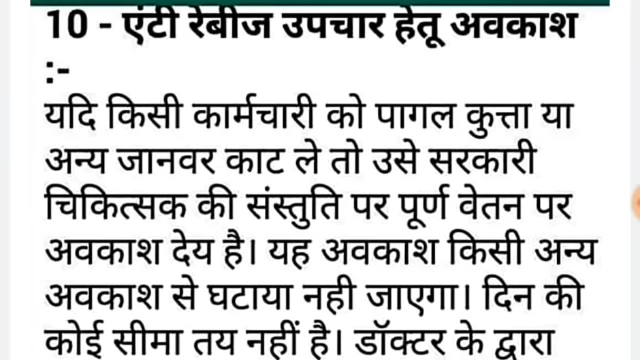 10 - एंटी रेबीज उपचार हेतू अवकाश
:-
यदि किसी कार्मचारी को पागल कुत्ता या
अन्य जानवर काट ले तो उसे सरकारी
चिकित्सक की संस्तुति पर पूर्ण वेतन पर
अवकाश देय है। यह अवकाश किसी अन्य
अवकाश से घटाया नही जाएगा। दिन की
कोई सीमा तय नहीं है। डॉक्टर के द्वारा